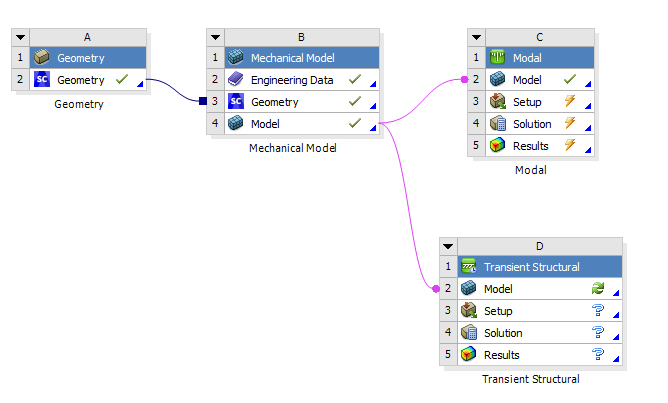 A
1 Geometry
2 SC Geometry
Geometry
B
1 Mechanical Model
2 Engineering Data
3 SC Geometry
4 Model
Mechanical Model
C
1 Modal
2 Model
3 Setup
4 Solution
5 Results
Modal
D
1 Transient Structural
2 Model
3 Setup
4 Solution
5 Results
Transient Structural